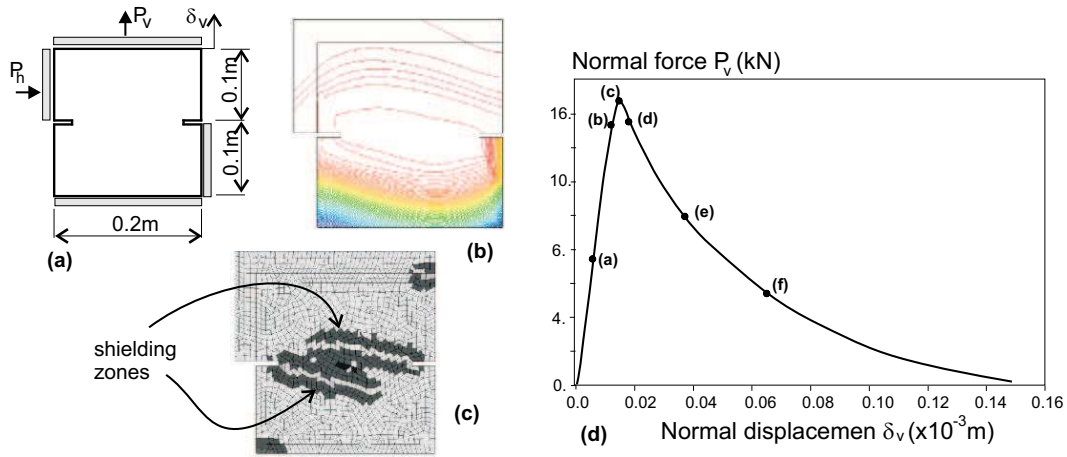 (a)
P_v
δ_v
P_h
0.1m
0.1m
0.2m
(b)
shielding
zones
(c)
Normal force P_v (kN)
16.
10.
6.
4.
0.
(a)
(b)
(c)
(d)
(e)
(f)
0.0
0.02
0.04
0.06
0.08
0.10
0.12
0.14
0.16
(d)
Normal displacemen δ_v (x10⁻³m)